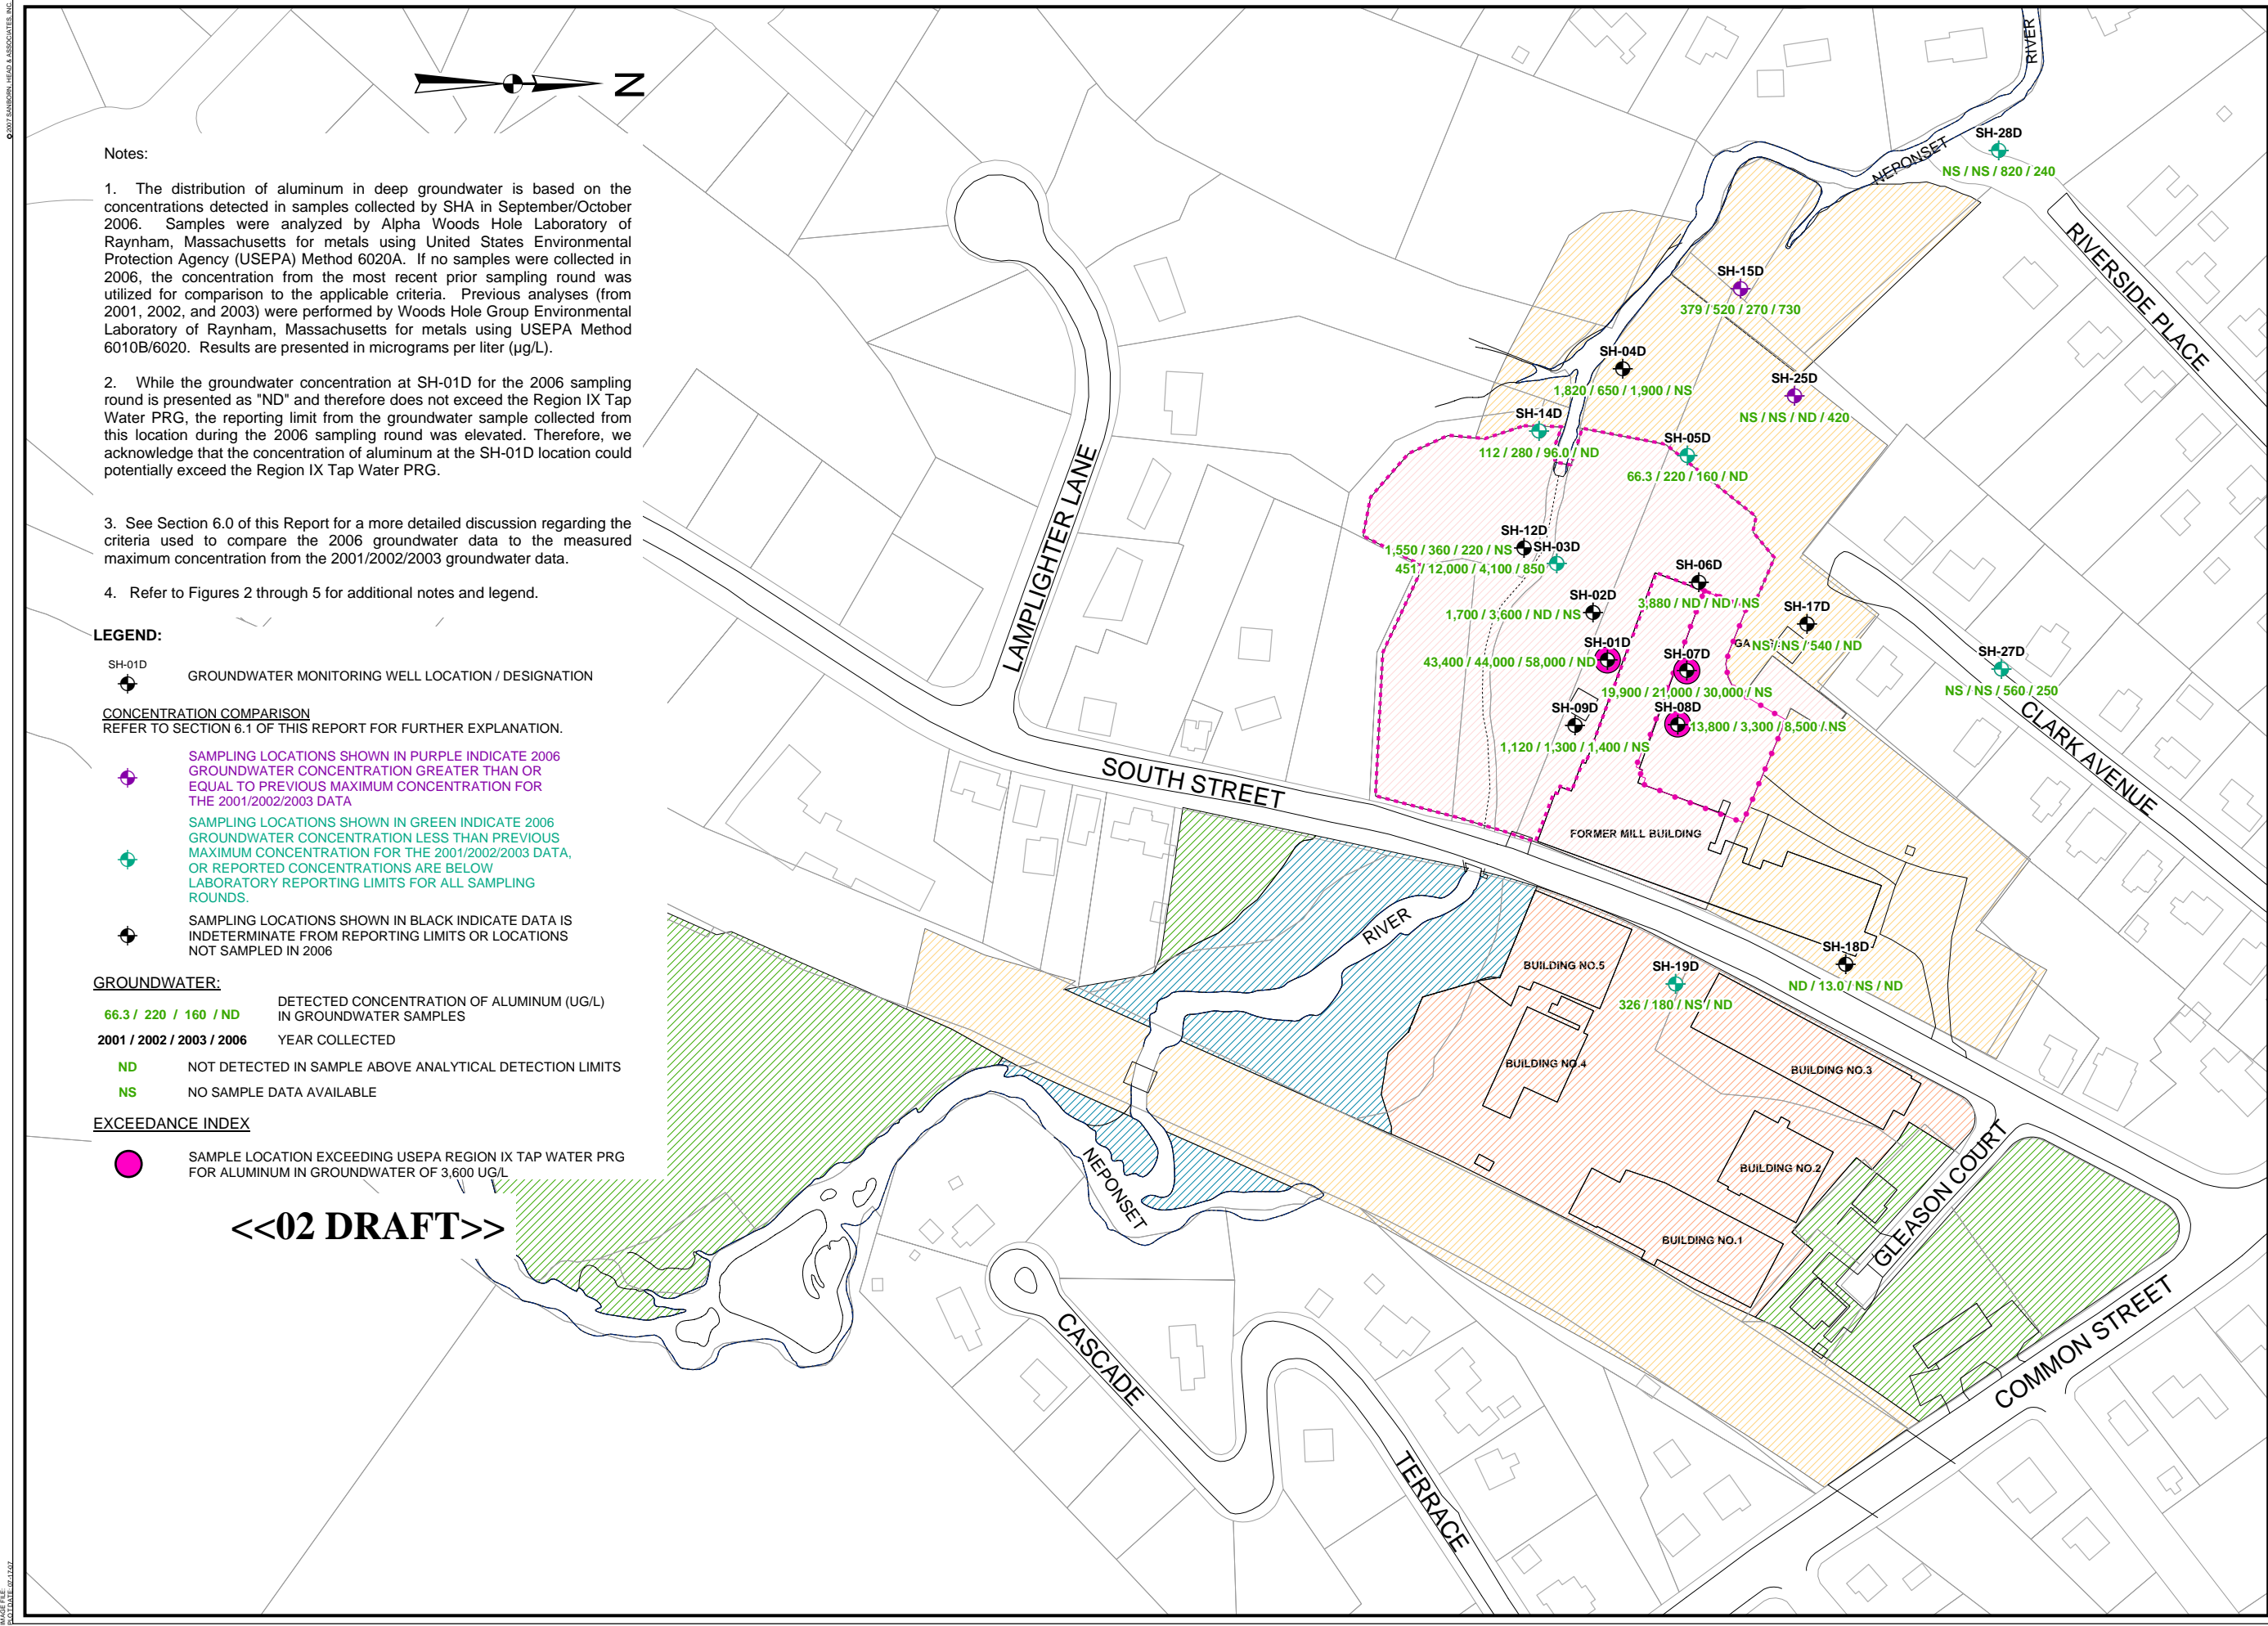 © 2007 SANBORN, HEAD & ASSOCIATES, INC.
N
Notes:
1. The distribution of aluminum in deep groundwater is based on the
concentrations detected in samples collected by SHA in September/October
2006. Samples were analyzed by Alpha Woods Hole Laboratory of
Raynham, Massachusetts for metals using United States Environmental
Protection Agency (USEPA) Method 6020A. If no samples were collected in
2006, the concentration from the most recent prior sampling round was
utilized for comparison to the applicable criteria. Previous analyses (from
2001, 2002, and 2003) were performed by Woods Hole Group Environmental
Laboratory of Raynham, Massachusetts for metals using USEPA Method
6010B/6020. Results are presented in micrograms per liter (µg/L).
2. While the groundwater concentration at SH-01D for the 2006 sampling
round is presented as "ND" and therefore does not exceed the Region IX Tap
Water PRG, the reporting limit from the groundwater sample collected from
this location during the 2006 sampling round was elevated. Therefore, we
acknowledge that the concentration of aluminum at the SH-01D location could
potentially exceed the Region IX Tap Water PRG.
3. See Section 6.0 of this Report for a more detailed discussion regarding the
criteria used to compare the 2006 groundwater data to the measured
maximum concentration from the 2001/2002/2003 groundwater data.
4. Refer to Figures 2 through 5 for additional notes and legend.
LEGEND:
SH-01D
GROUNDWATER MONITORING WELL LOCATION / DESIGNATION
CONCENTRATION COMPARISON
REFER TO SECTION 6.1 OF THIS REPORT FOR FURTHER EXPLANATION.
SAMPLING LOCATIONS SHOWN IN PURPLE INDICATE 2006
GROUNDWATER CONCENTRATION GREATER THAN OR
EQUAL TO PREVIOUS MAXIMUM CONCENTRATION FOR
THE 2001/2002/2003 DATA
SAMPLING LOCATIONS SHOWN IN GREEN INDICATE 2006
GROUNDWATER CONCENTRATION LESS THAN PREVIOUS
MAXIMUM CONCENTRATION FOR THE 2001/2002/2003 DATA,
OR REPORTED CONCENTRATIONS ARE BELOW
LABORATORY REPORTING LIMITS FOR ALL SAMPLING
ROUNDS.
SAMPLING LOCATIONS SHOWN IN BLACK INDICATE DATA IS
INDETERMINATE FROM REPORTING LIMITS OR LOCATIONS
NOT SAMPLED IN 2006
GROUNDWATER:
66.3 / 220 / 160 / ND
DETECTED CONCENTRATION OF ALUMINUM (UG/L)
IN GROUNDWATER SAMPLES
2001 / 2002 / 2003 / 2006 YEAR COLLECTED
ND NOT DETECTED IN SAMPLE ABOVE ANALYTICAL DETECTION LIMITS
NS NO SAMPLE DATA AVAILABLE
EXCEEDANCE INDEX
SAMPLE LOCATION EXCEEDING USEPA REGION IX TAP WATER PRG
FOR ALUMINUM IN GROUNDWATER OF 3,600 UG/L
<<02 DRAFT>>
IMAGE FILE:
PLOT DATE: 07-17-07
RIVER
NEPONSET
SH-28D
NS / NS / 820 / 240
RIVERSIDE PLACE
SH-15D
379 / 520 / 270 / 730
SH-04D
1,820 / 650 / 1,900 / NS
SH-25D
NS / NS / ND / 420
SH-14D
112 / 280 / 96.0 / ND
SH-05D
66.3 / 220 / 160 / ND
LAMPLIGHTER LANE
SH-12D
1,550 / 360 / 220 / NS
SH-03D
451 / 12,000 / 4,100 / 850
SH-06D
3,880 / ND / ND / NS
SH-02D
1,700 / 3,600 / ND / NS
SH-17D
NS / NS / 540 / ND
SH-01D
43,400 / 44,000 / 58,000 / ND
SH-07D
19,900 / 21,000 / 30,000 / NS
SH-27D
NS / NS / 560 / 250
SH-09D
1,120 / 1,300 / 1,400 / NS
SH-08D
13,800 / 3,300 / 8,500 / NS
CLARK AVENUE
SOUTH STREET
FORMER MILL BUILDING
RIVER
SH-18D
ND / 13.0 / NS / ND
SH-19D
326 / 180 / NS / ND
BUILDING NO.5
BUILDING NO.4
BUILDING NO.3
BUILDING NO.2
BUILDING NO.1
NEPONSET
GLEASON COURT
COMMON STREET
CASCADE
TERRACE